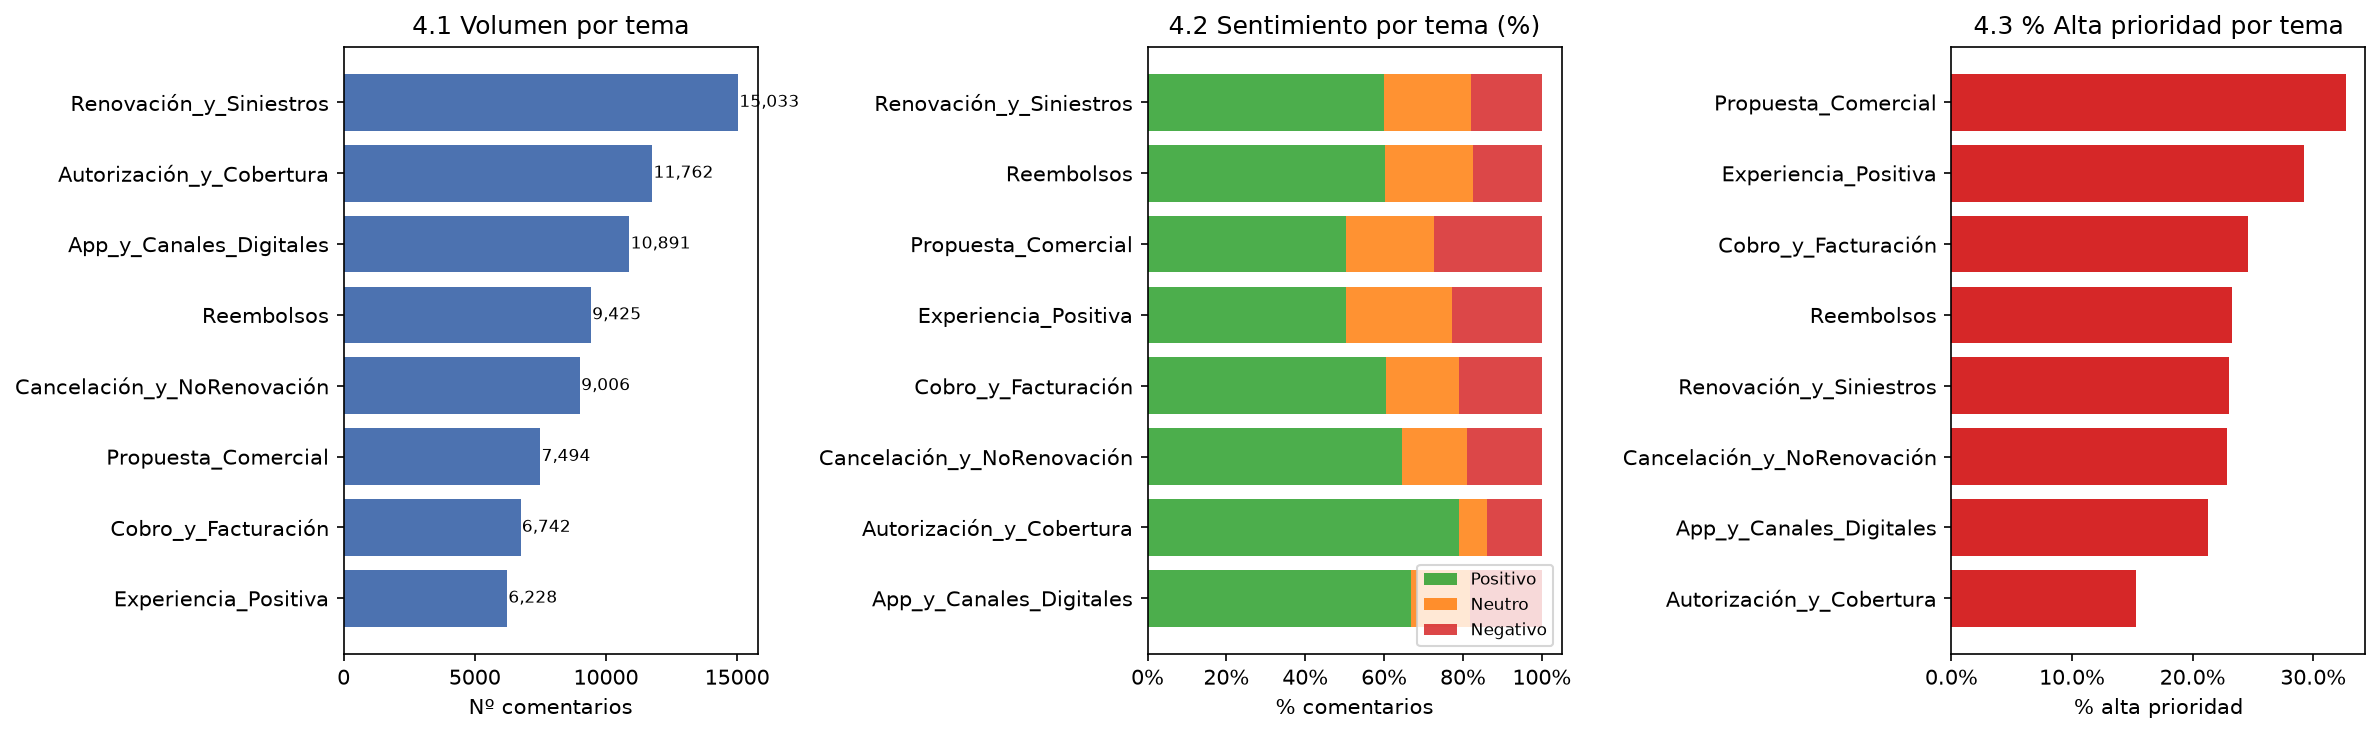 4.1 Volumen por tema
Renovación_y_Siniestros
15,033
Autorización_y_Cobertura
11,762
App_y_Canales_Digitales
10,891
Reembolsos
9,425
Cancelación_y_NoRenovación
9,006
Propuesta_Comercial
7,494
Cobro_y_Facturación
6,742
Experiencia_Positiva
6,228
0 5000 10000 15000
Nº comentarios
4.2 Sentimiento por tema (%)
Renovación_y_Siniestros
Reembolsos
Propuesta_Comercial
Experiencia_Positiva
Cobro_y_Facturación
Cancelación_y_NoRenovación
Autorización_y_Cobertura
App_y_Canales_Digitales
Positivo
Neutro
Negativo
0% 20% 40% 60% 80% 100%
% comentarios
4.3 % Alta prioridad por tema
Propuesta_Comercial
Experiencia_Positiva
Cobro_y_Facturación
Reembolsos
Renovación_y_Siniestros
Cancelación_y_NoRenovación
App_y_Canales_Digitales
Autorización_y_Cobertura
0.0% 10.0% 20.0% 30.0%
% alta prioridad